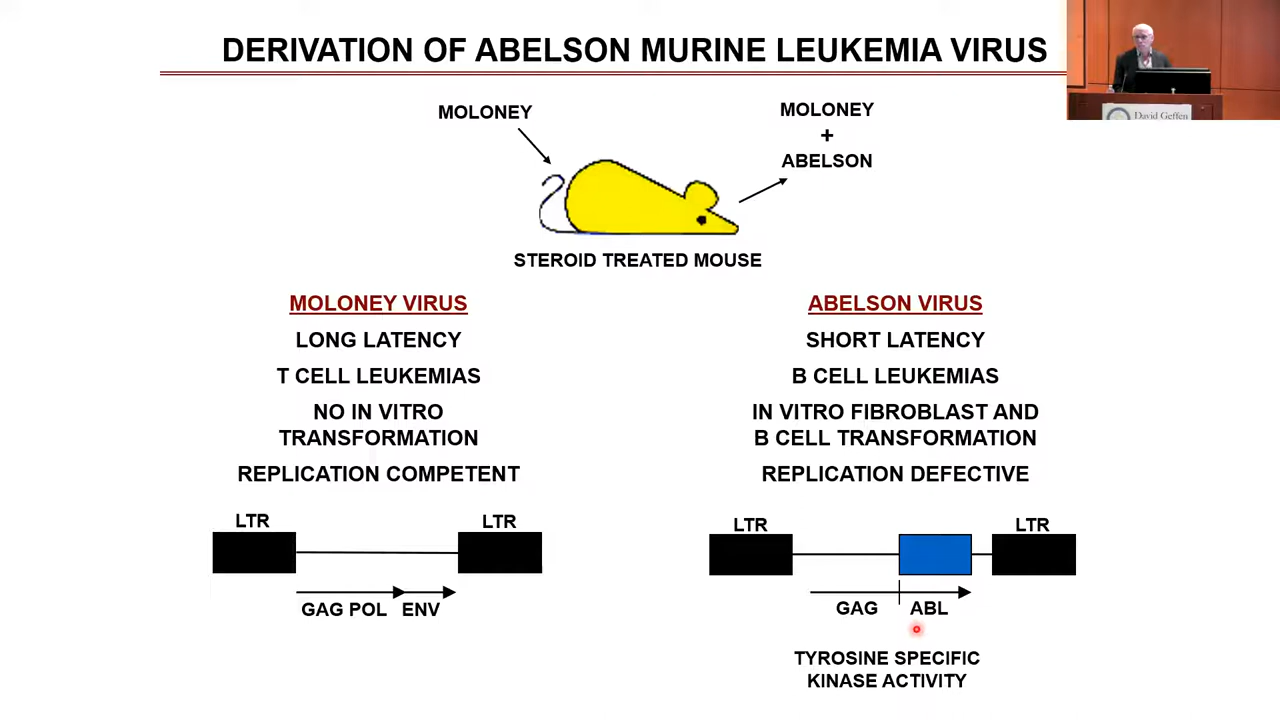 DERIVATION OF ABELSON MURINE LEUKEMIA VIRUS
David Geffen
MOLONEY
MOLONEY
+
ABELSON
STEROID TREATED MOUSE
MOLONEY VIRUS
LONG LATENCY
T CELL LEUKEMIAS
NO IN VITRO
TRANSFORMATION
REPLICATION COMPETENT
LTR
LTR
GAG POL
ENV
ABELSON VIRUS
SHORT LATENCY
B CELL LEUKEMIAS
IN VITRO FIBROBLAST AND
B CELL TRANSFORMATION
REPLICATION DEFECTIVE
LTR
LTR
GAG
ABL
TYROSINE SPECIFIC
KINASE ACTIVITY